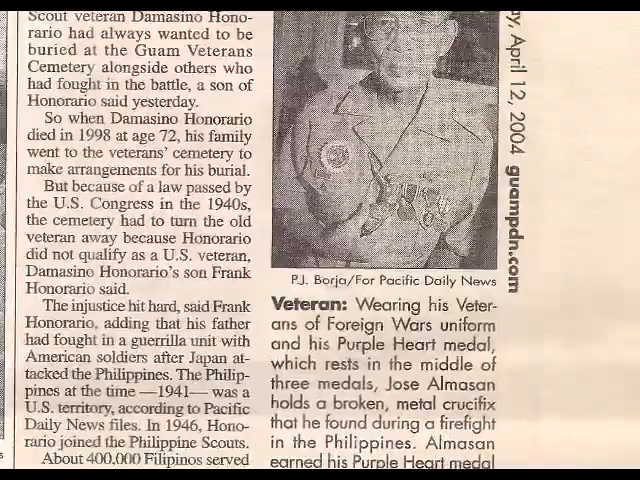 Scout veteran Damasino Hono-
rario had always wanted to be
buried at the Guam Veterans
Cemetery alongside others who
had fought in the battle, a son of
Honorario said yesterday.
So when Damasino Honorario
died in 1998 at age 72, his family
went to the veterans' cemetery to
make arrangements for his burial.
But because of a law passed by
the U.S. Congress in the 1940s,
the cemetery had to turn the old
veteran away because Honorario
did not qualify as a U.S. veteran,
Damasino Honorario's son Frank
Honorario said.
The injustice hit hard, said Frank
Honorario, adding that his father
had fought in a guerrilla unit with
American soldiers after Japan at-
tacked the Philippines. The Philip-
pines at the time —1941— was a
U.S. territory, according to Pacific
Daily News files. In 1946, Hono-
rario joined the Philippine Scouts.
About 400,000 Filipinos served
P.J. Borja/For Pacific Daily News
Veteran: Wearing his Veter-
ans of Foreign Wars uniform
and his Purple Heart medal,
which rests in the middle of
three medals, Jose Almasan
holds a broken, metal crucifix
that he found during a firefight
in the Philippines. Almasan
earned his Purple Heart medal
April 12, 2004 guampdn.com